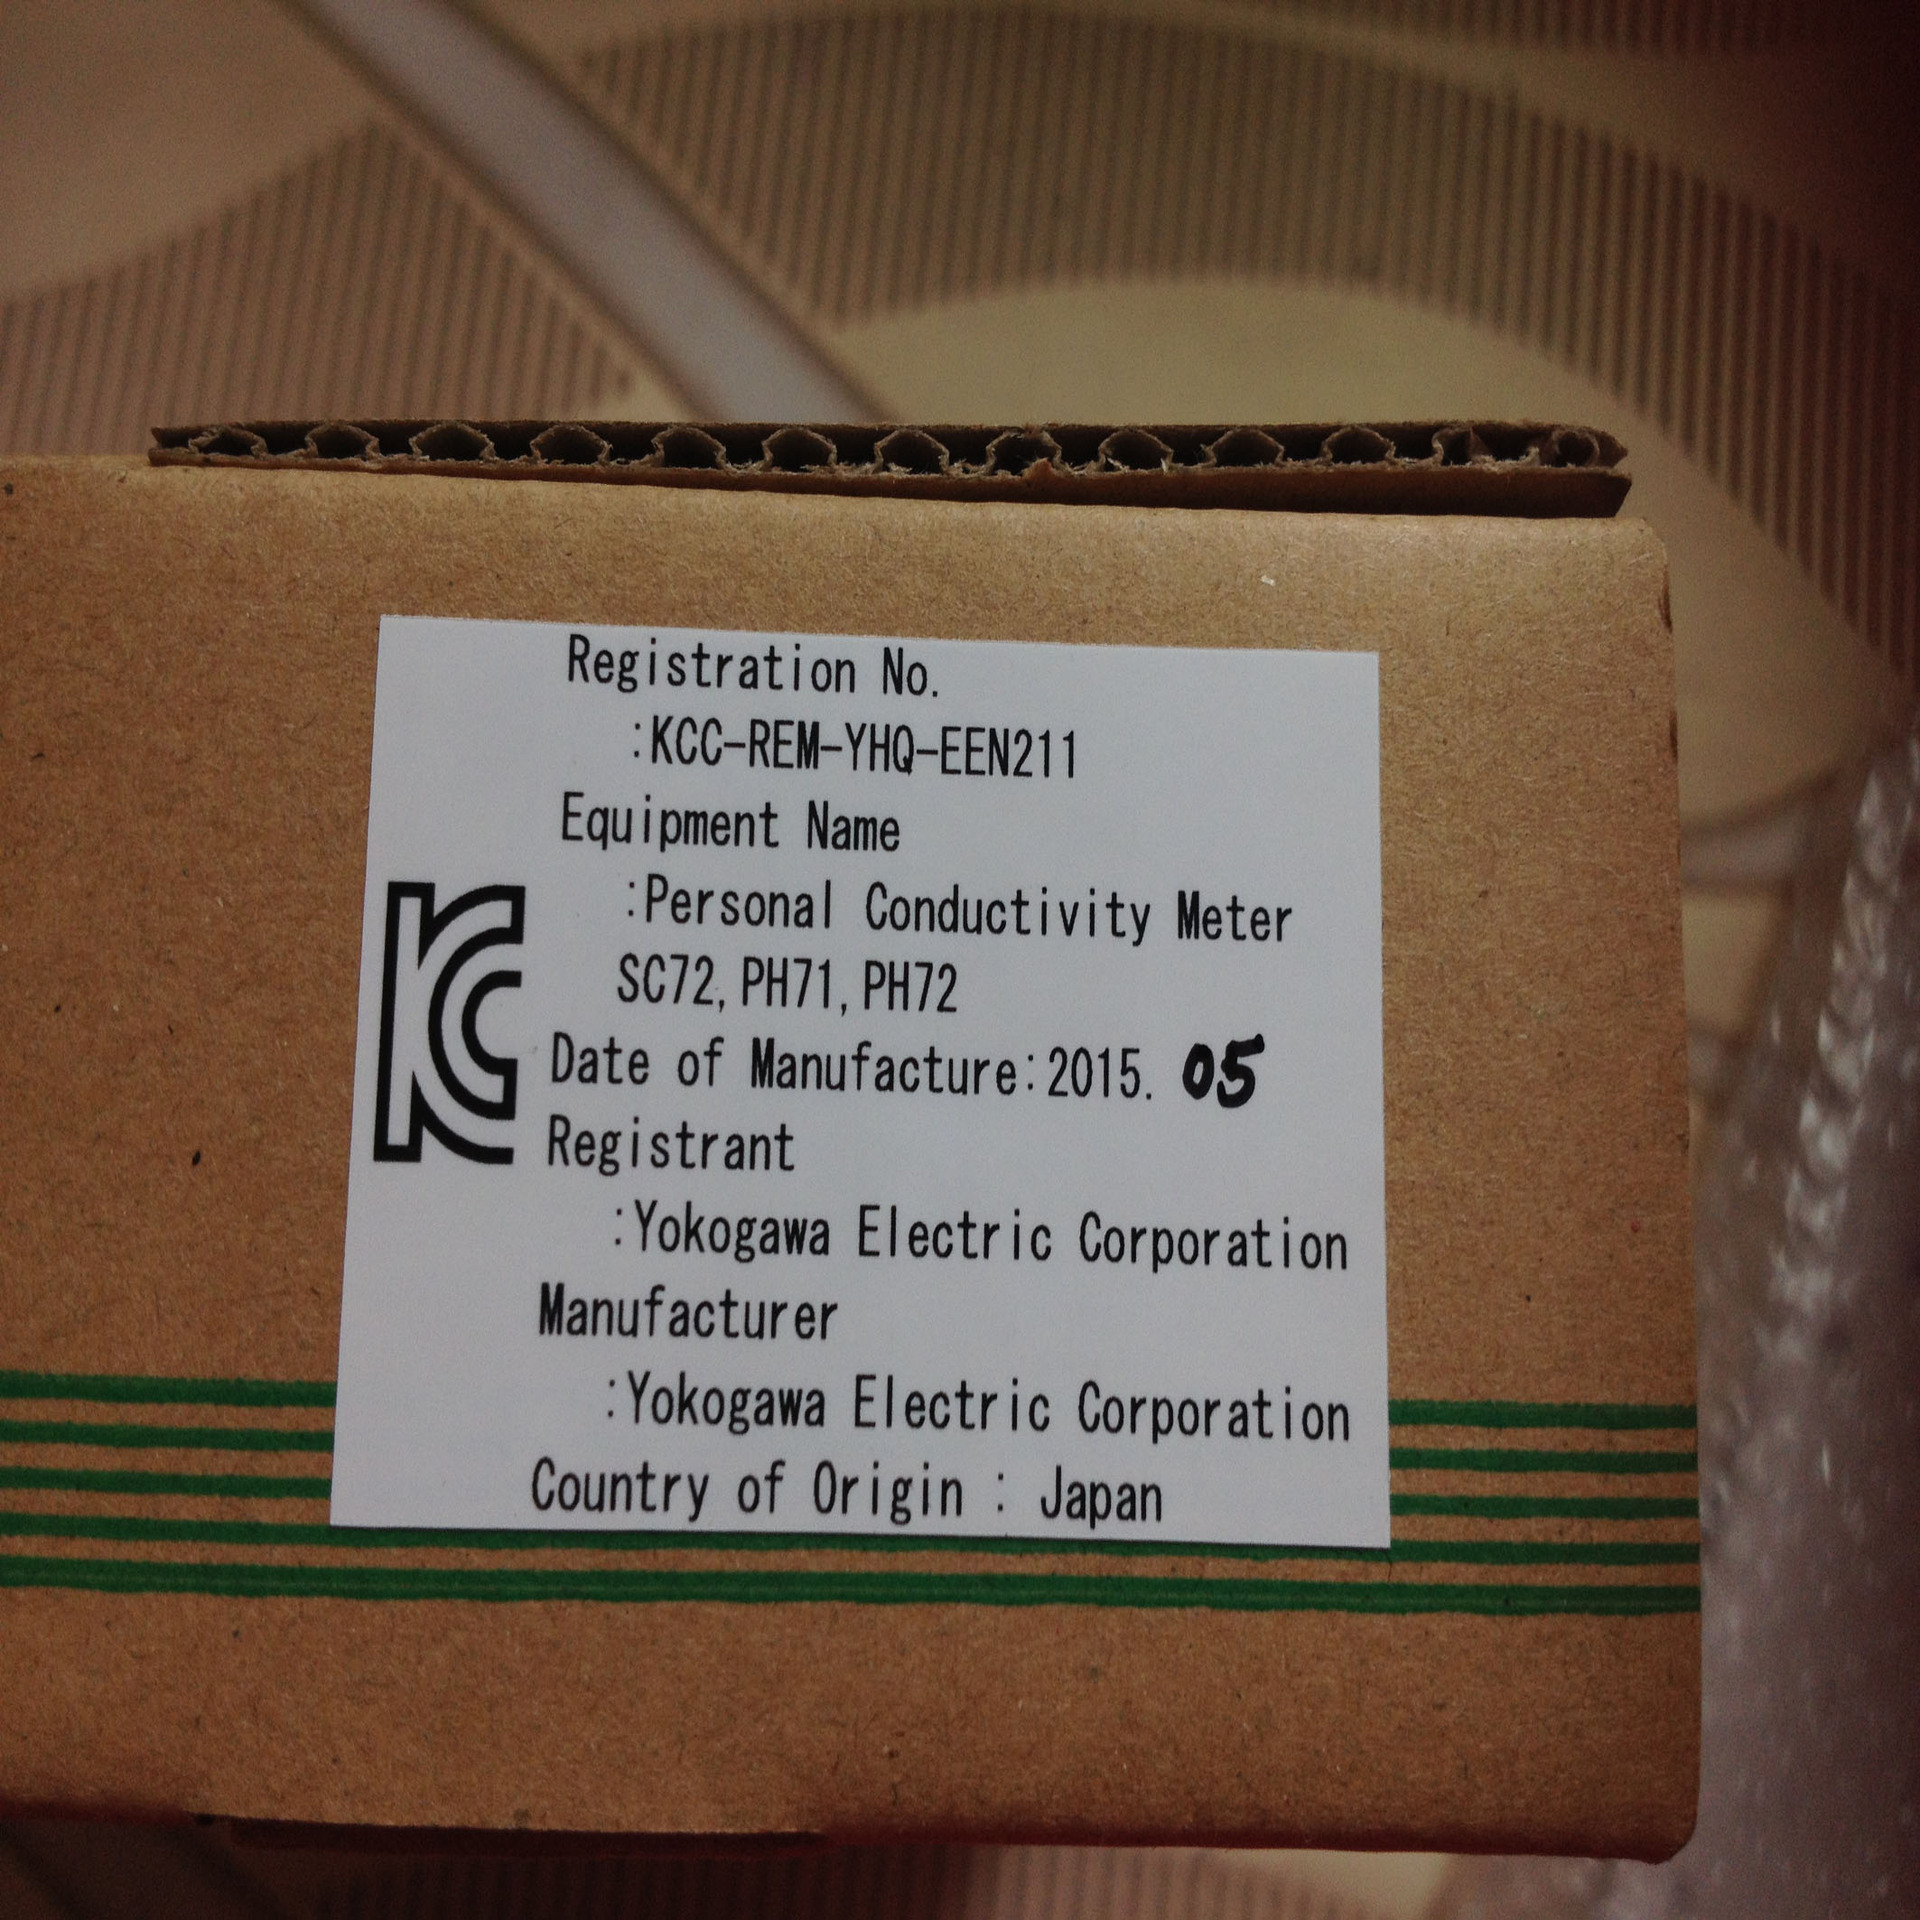 Registration No.
:KCC-REM-YHQ-EEN211
Equipment Name
:Personal Conductivity Meter
SC72, PH71, PH72
Date of Manufacture:2015. 05
Registrant
:Yokogawa Electric Corporation
Manufacturer
:Yokogawa Electric Corporation
Country of Origin : Japan
KC